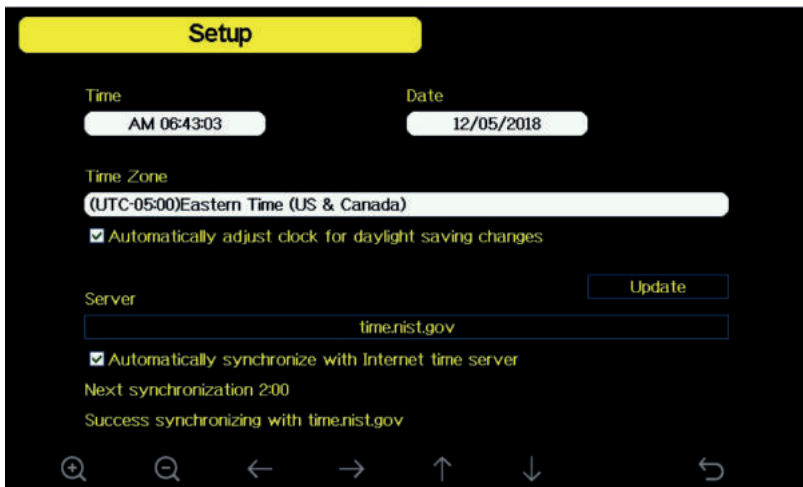 Setup
Time Date
AM 06:43:03 12/05/2018
Time Zone
(UTC-05:00)Eastern Time (US & Canada)
Automatically adjust clock for daylight saving changes
Update
Server
time.nist.gov
Automatically synchronize with Internet time server
Next synchronization 2:00
Success synchronizing with time.nist.gov